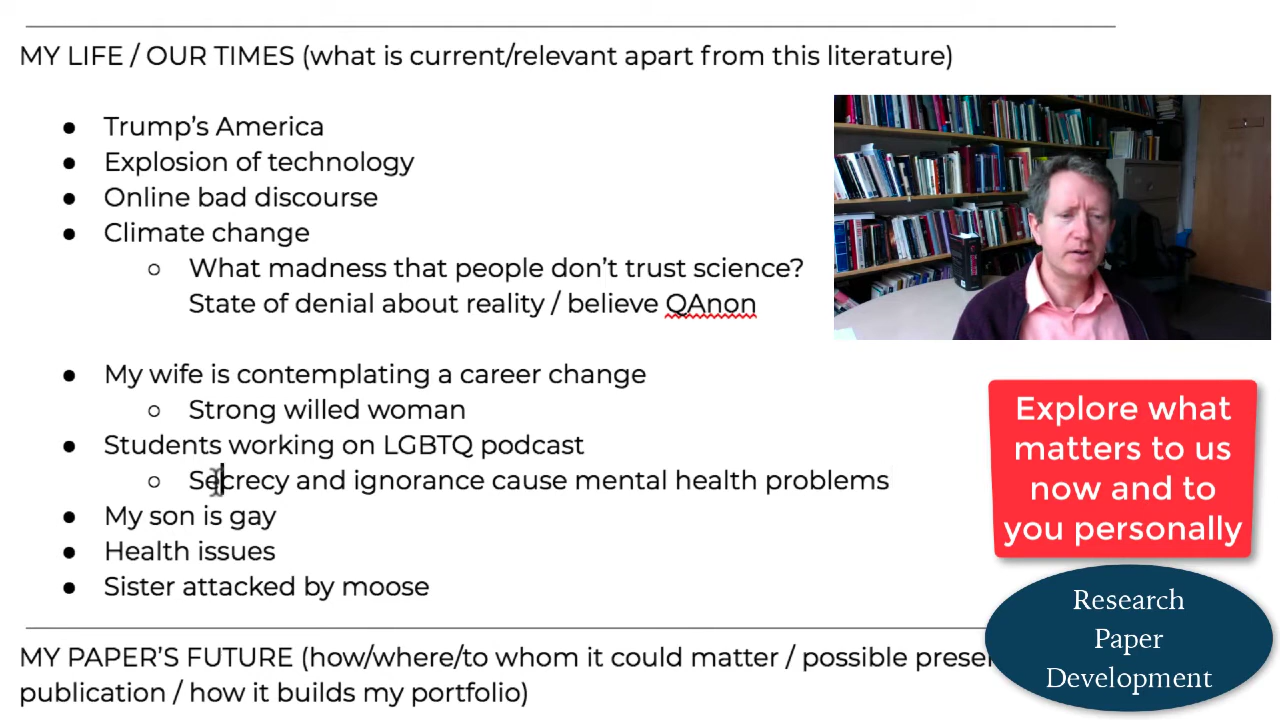 MY LIFE / OUR TIMES (what is current/relevant apart from this literature)
● Trump's America
● Explosion of technology
● Online bad discourse
● Climate change
○ What madness that people don't trust science?
State of denial about reality / believe QAnon
● My wife is contemplating a career change
○ Strong willed woman
● Students working on LGBTQ podcast
○ Secrecy and ignorance cause mental health problems
● My son is gay
● Health issues
● Sister attacked by moose
Explore what
matters to us
now and to
you personally
Research
Paper
Development
MY PAPER'S FUTURE (how/where/to whom it could matter / possible
publication / how it builds my portfolio)